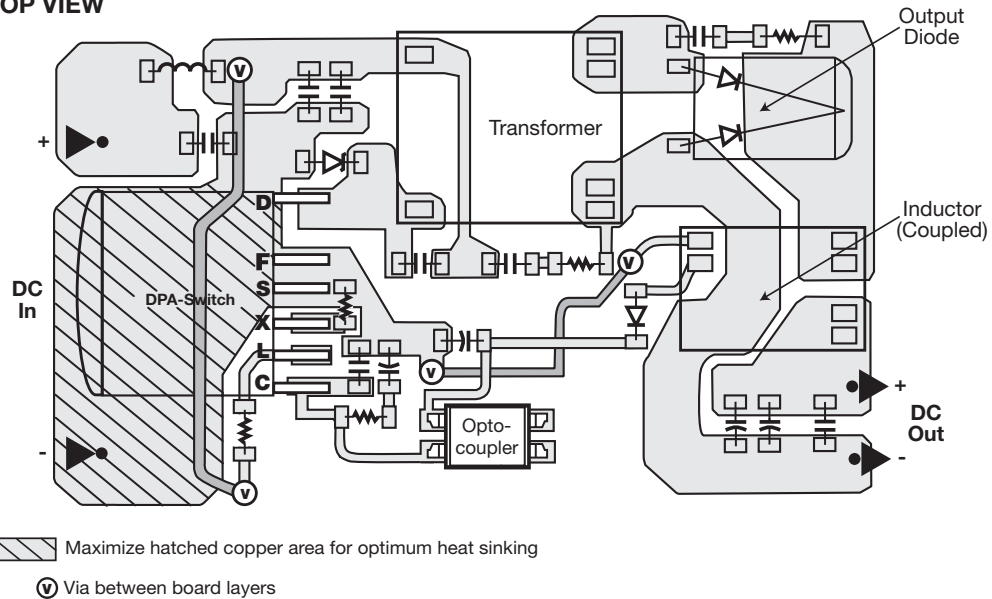 OP VIEW
Output
Diode
Transformer
V
+
D
F
S
X
L
C
DPA-Switch
DC
In
Inductor
(Coupled)
V
V
+
DC
Out
-
Opto-
coupler
-
V
Maximize hatched copper area for optimum heat sinking
V Via between board layers